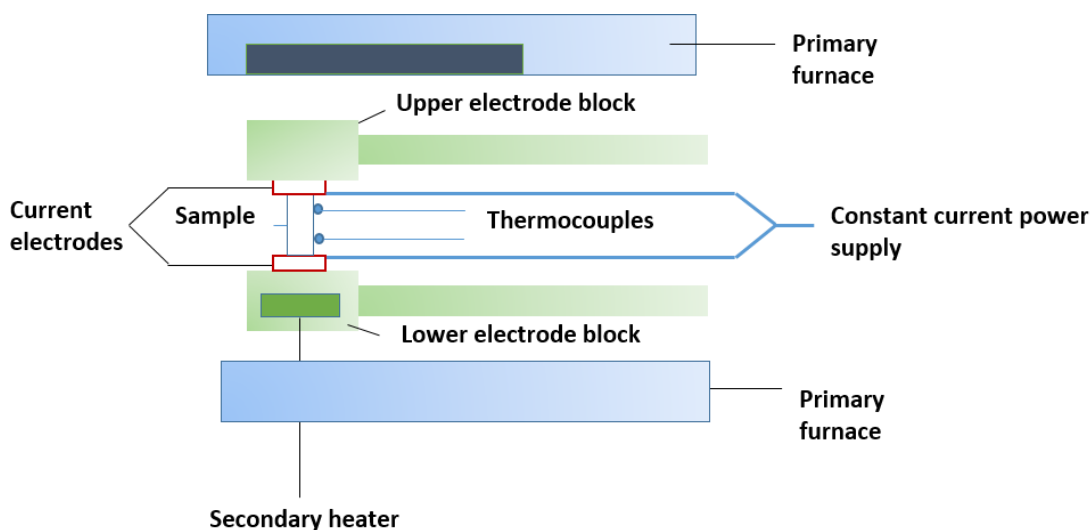 Primary
furnace
Upper electrode block
Current
electrodes
Sample
Thermocouples
Constant current power
supply
Lower electrode block
Primary
furnace
Secondary heater